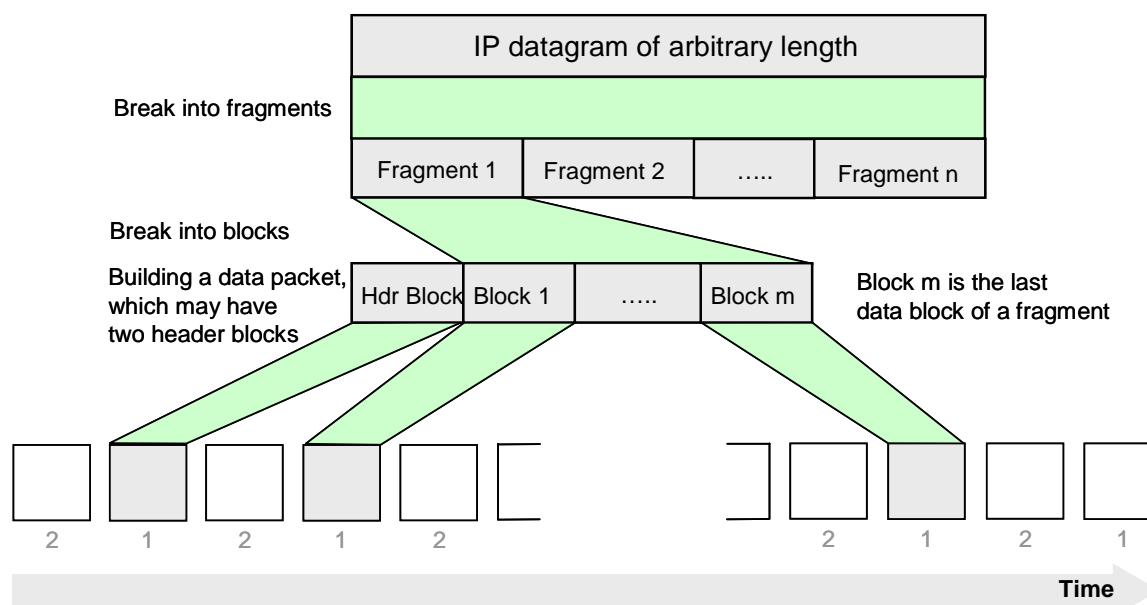 IP datagram of arbitrary length
Break into fragments
Fragment 1
Fragment 2
…..
Fragment n
Break into blocks
Building a data packet,
which may have
two header blocks
Hdr Block
Block 1
…..
Block m
Block m is the last
data block of a fragment
2
1
2
1
2
2
1
2
1
Time